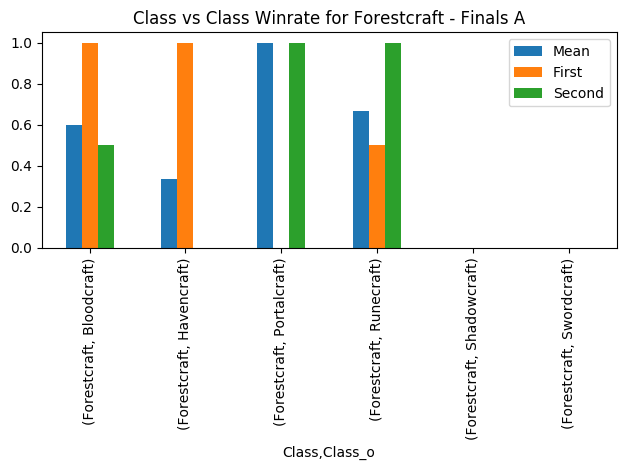 Class vs Class Winrate for Forestcraft - Finals A
1.0
0.8
0.6
0.4
0.2
0.0
Mean
First
Second
(Forestcraft, Bloodcraft)
(Forestcraft, Havencraft)
(Forestcraft, Portalcraft)
(Forestcraft, Runecraft)
(Forestcraft, Shadowcraft)
(Forestcraft, Swordcraft)
Class,Class_o